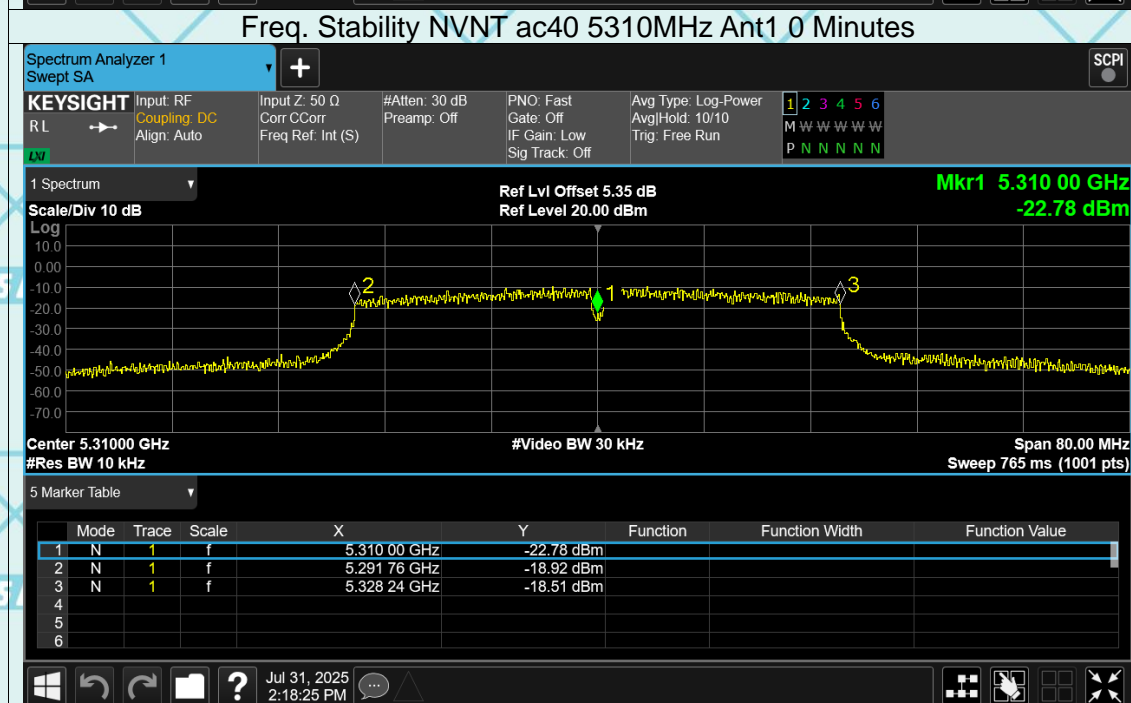 Freq. Stability NVNT ac40 5310MHz Ant1 0 Minutes
Spectrum Analyzer 1
Swept SA
+
SCPI
KEYSIGHT Input: RF Input Z: 50 Ω #Atten: 30 dB PNO: Fast Avg Type: Log-Power 1 2 3 4 5 6
RL Coupling: DC Corr CCorr Preamp: Off Gate: Off Avg|Hold: 10/10 M W W W W W
Align: Auto Freq Ref: Int (S) IF Gain: Low Trig: Free Run P N N N N N N
LXI Sig Track: Off
1 Spectrum Ref Lvl Offset 5.35 dB Mkr1 5.310 00 GHz
Scale/Div 10 dB Ref Level 20.00 dBm -22.78 dBm
Log
10.0
0.00
-10.0
-20.0
-30.0
-40.0
-50.0
-60.0
-70.0
2
1
3
Center 5.31000 GHz #Video BW 30 kHz Span 80.00 MHz
#Res BW 10 kHz Sweep 765 ms (1001 pts)
5 Marker Table
Mode Trace Scale X Y Function Function Width Function Value
1 N 1 f 5.310 00 GHz -22.78 dBm
2 N 1 f 5.291 76 GHz -18.92 dBm
3 N 1 f 5.328 24 GHz -18.51 dBm
4
5
6
? Jul 31, 2025
2:18:25 PM